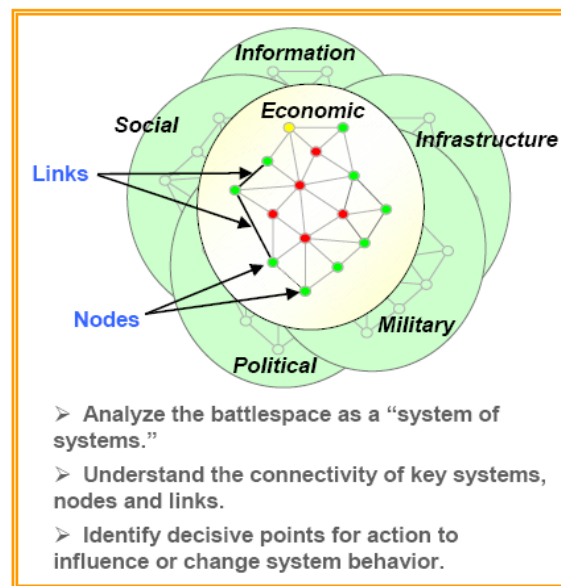 Information
Economic
Social
Infrastructure
Links
Nodes
Military
Political
➢ Analyze the battlespace as a “system of
systems.”
➢ Understand the connectivity of key systems,
nodes and links.
➢ Identify decisive points for action to
influence or change system behavior.